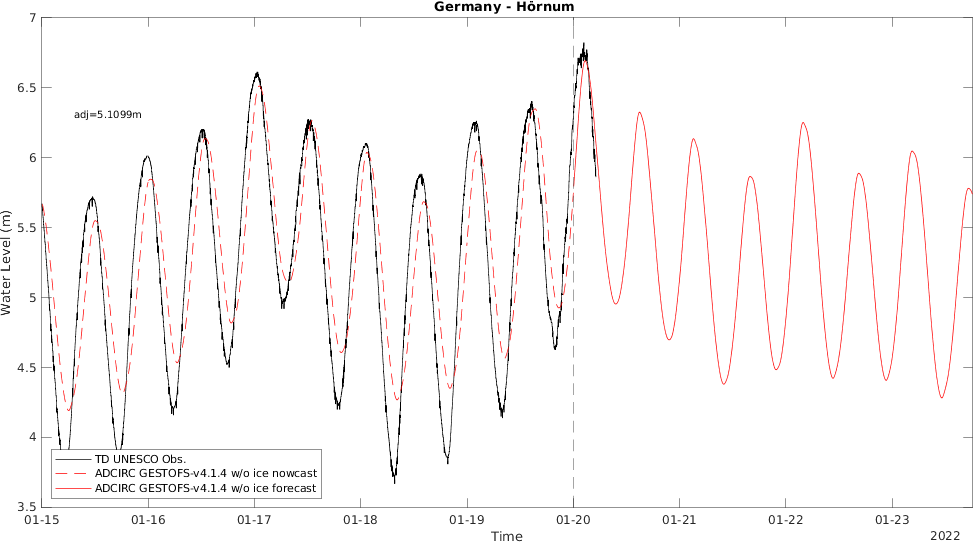 Germany - Hörnum
7
6.5
6
5.5
5
4.5
4
3.5
Water Level (m)
adj=5.1099m
TD UNESCO Obs.
ADCIRC GESTOFS-v4.1.4 w/o ice nowcast
ADCIRC GESTOFS-v4.1.4 w/o ice forecast
01-15 01-16 01-17 01-18 01-19 01-20 01-21 01-22 01-23
Time
2022